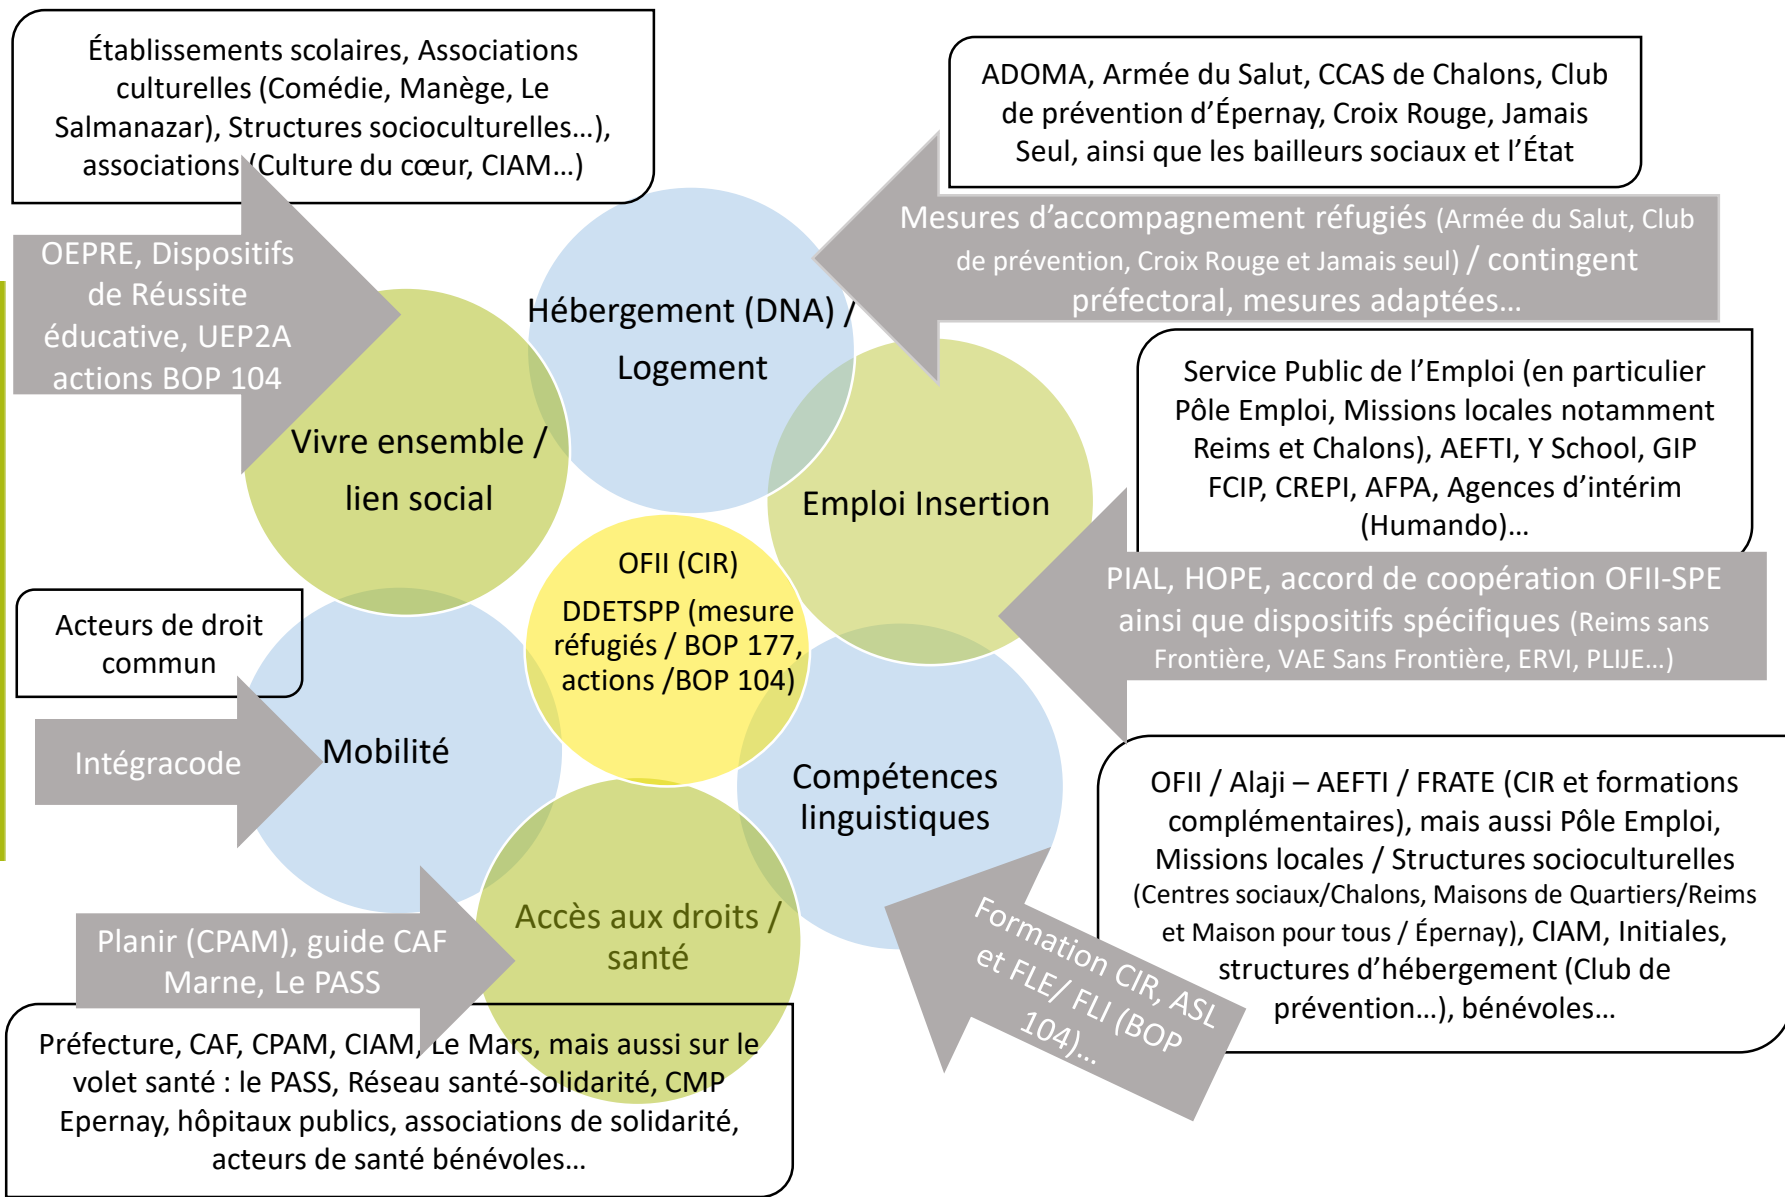 Établissements scolaires, Associations
culturelles (Comédie, Manège, Le
Salmanazar), Structures socioculturelles…),
associations (Culture du cœur, CIAM…)
ADOMA, Armée du Salut, CCAS de Chalons, Club
de prévention d’Épernay, Croix Rouge, Jamais
Seul, ainsi que les bailleurs sociaux et l’État
OEPRE, Dispositifs
de Réussite
éducative, UEP2A
actions BOP 104
Mesures d’accompagnement réfugiés (Armée du Salut, Club
de prévention, Croix Rouge et Jamais seul) / contingent
préfectoral, mesures adaptées…
Hébergement (DNA) /
Logement
Vivre ensemble /
lien social
Emploi Insertion
Service Public de l’Emploi (en particulier
Pôle Emploi, Missions locales notamment
Reims et Chalons), AEFTI, Y School, GIP
FCIP, CREPI, AFPA, Agences d’intérim
(Humando)…
OFII (CIR)
DDETSPP (mesure
réfugiés / BOP 177,
actions /BOP 104)
PIAL, HOPE, accord de coopération OFII-SPE
ainsi que dispositifs spécifiques (Reims sans
Frontière, VAE Sans Frontière, ERVI, PLIJE…)
Acteurs de droit
commun
Intégracode
Mobilité
Compétences
linguistiques
OFII / Alaji – AEFTI / FRATE (CIR et formations
complémentaires), mais aussi Pôle Emploi,
Missions locales / Structures socioculturelles
(Centres sociaux/Chalons, Maisons de Quartiers/Reims
et Maison pour tous / Épernay), CIAM, Initiales,
structures d’hébergement (Club de
prévention…), bénévoles…
Formation CIR, ASL
et FLE/ FLI (BOP
104)…
Accès aux droits /
santé
Planir (CPAM), guide CAF
Marne, Le PASS
Préfecture, CAF, CPAM, CIAM, Le Mars, mais aussi sur le
volet santé : le PASS, Réseau santé-solidarité, CMP
Epernay, hôpitaux publics, associations de solidarité,
acteurs de santé bénévoles…